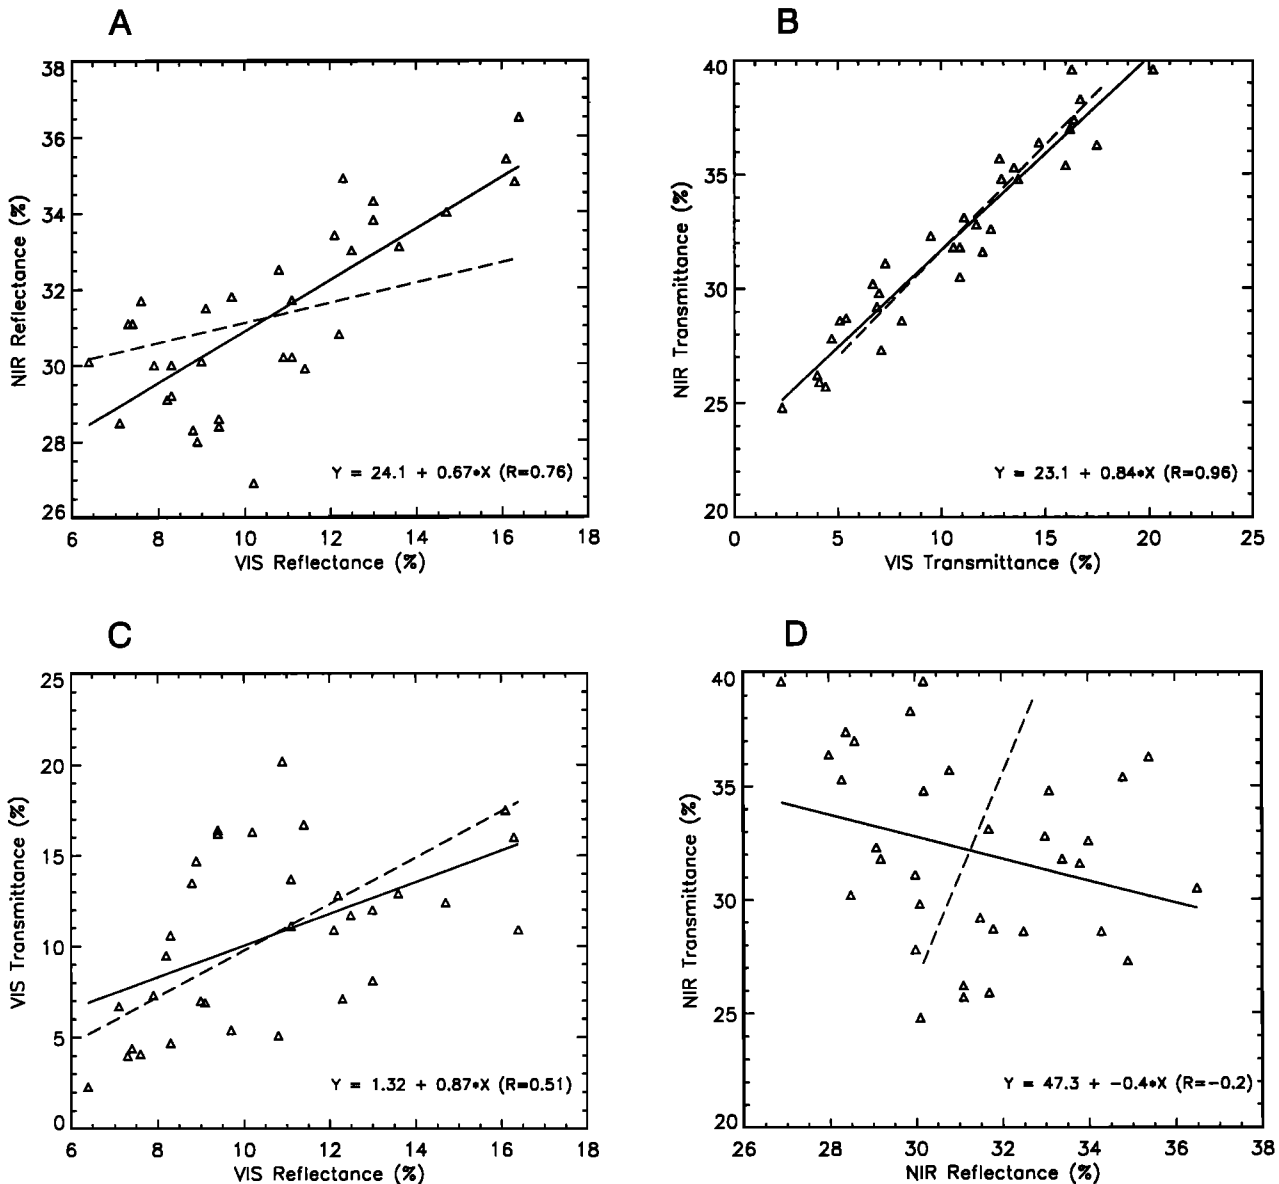 A
38
36
34
32
30
28
26
NIR Reflectance (%)
Y = 24.1 + 0.67*X (R=0.76)
6 8 10 12 14 16 18
VIS Reflectance (%)
B
40
35
30
25
20
NIR Transmittance (%)
Y = 23.1 + 0.84*X (R=0.96)
0 5 10 15 20 25
VIS Transmittance (%)
C
25
20
15
10
5
0
VIS Transmittance (%)
Y = 1.32 + 0.87*X (R=0.51)
6 8 10 12 14 16 18
VIS Reflectance (%)
D
40
35
30
25
20
NIR Transmittance (%)
Y = 47.3 + -0.4*X (R=-0.2)
26 28 30 32 34 36 38
NIR Reflectance (%)